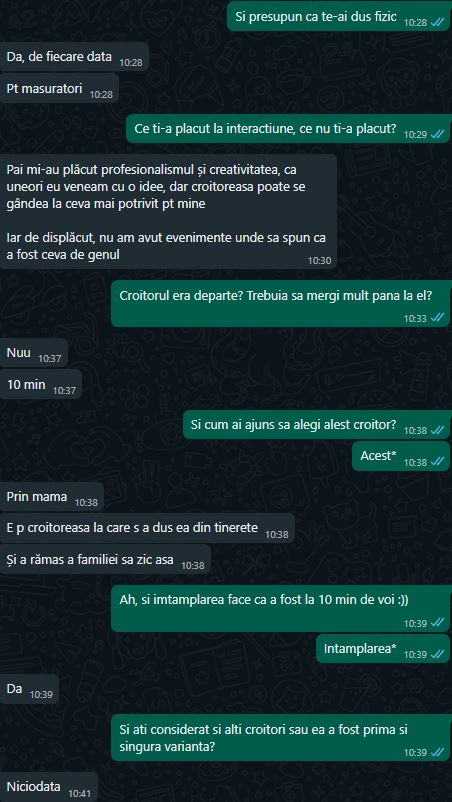 Si presupun ca te-ai dus fizic 10:28
Da, de fiecare data 10:28
Pt masuratori 10:28
Ce ti-a placut la interactiune, ce nu ti-a placut? 10:29
Pai mi-au plăcut profesionalismul și creativitatea, ca
uneori eu veneam cu o idee, dar croitoreasa poate se
gândea la ceva mai potrivit pt mine
Iar de displăcut, nu am avut evenimente unde sa spun ca
a fost ceva de genul 10:30
Croitorul era departe? Trebuia sa mergi mult pana la el?
10:33
Nuu 10:37
10 min 10:37
Si cum ai ajuns sa alegi alest croitor? 10:38
Acest* 10:38
Prin mama 10:38
E p croitoreasa la care s a dus ea din tinerete 10:38
Și a rămas a familiei sa zic asa 10:38
Ah, si imtamplarea face ca a fost la 10 min de voi :))
10:39
Intamplarea* 10:39
Da 10:39
Si ati considerat si alti croitori sau ea a fost prima si
singura varianta? 10:39
Niciodata 10:41